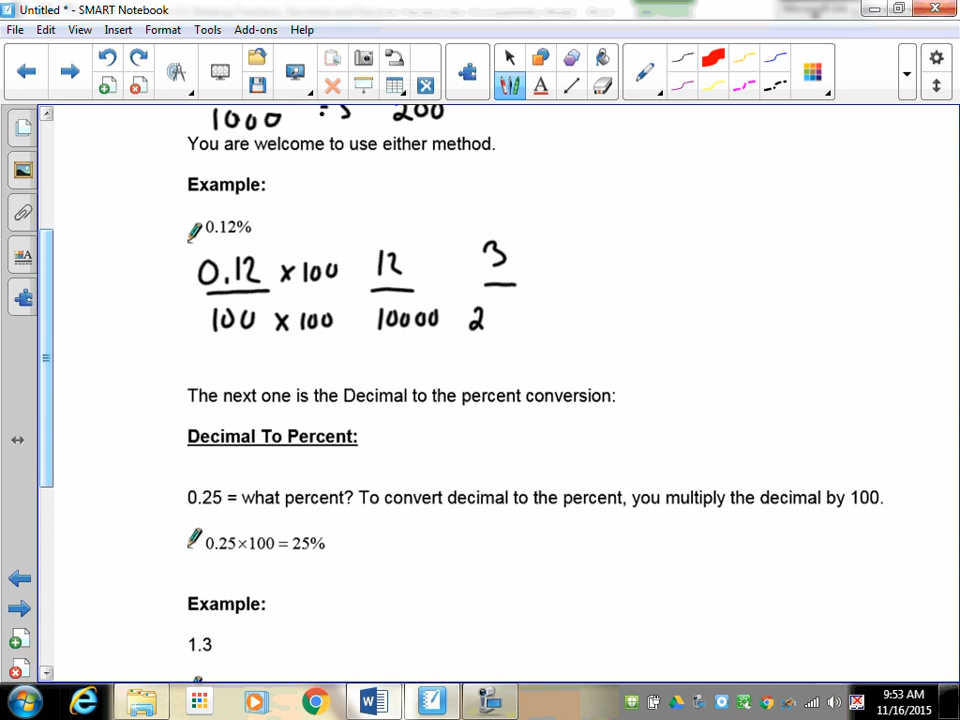 Untitled * - SMART Notebook
File Edit View Insert Format Tools Add-ons Help
1000 ÷5 200
You are welcome to use either method.
Example:
0.12%
0.12 x 100 12 3
100 x 100 10000 2
The next one is the Decimal to the percent conversion:
Decimal To Percent:
0.25 = what percent? To convert decimal to the percent, you multiply the decimal by 100.
0.25×100 = 25%
Example:
1.3
9:53 AM
11/16/2015